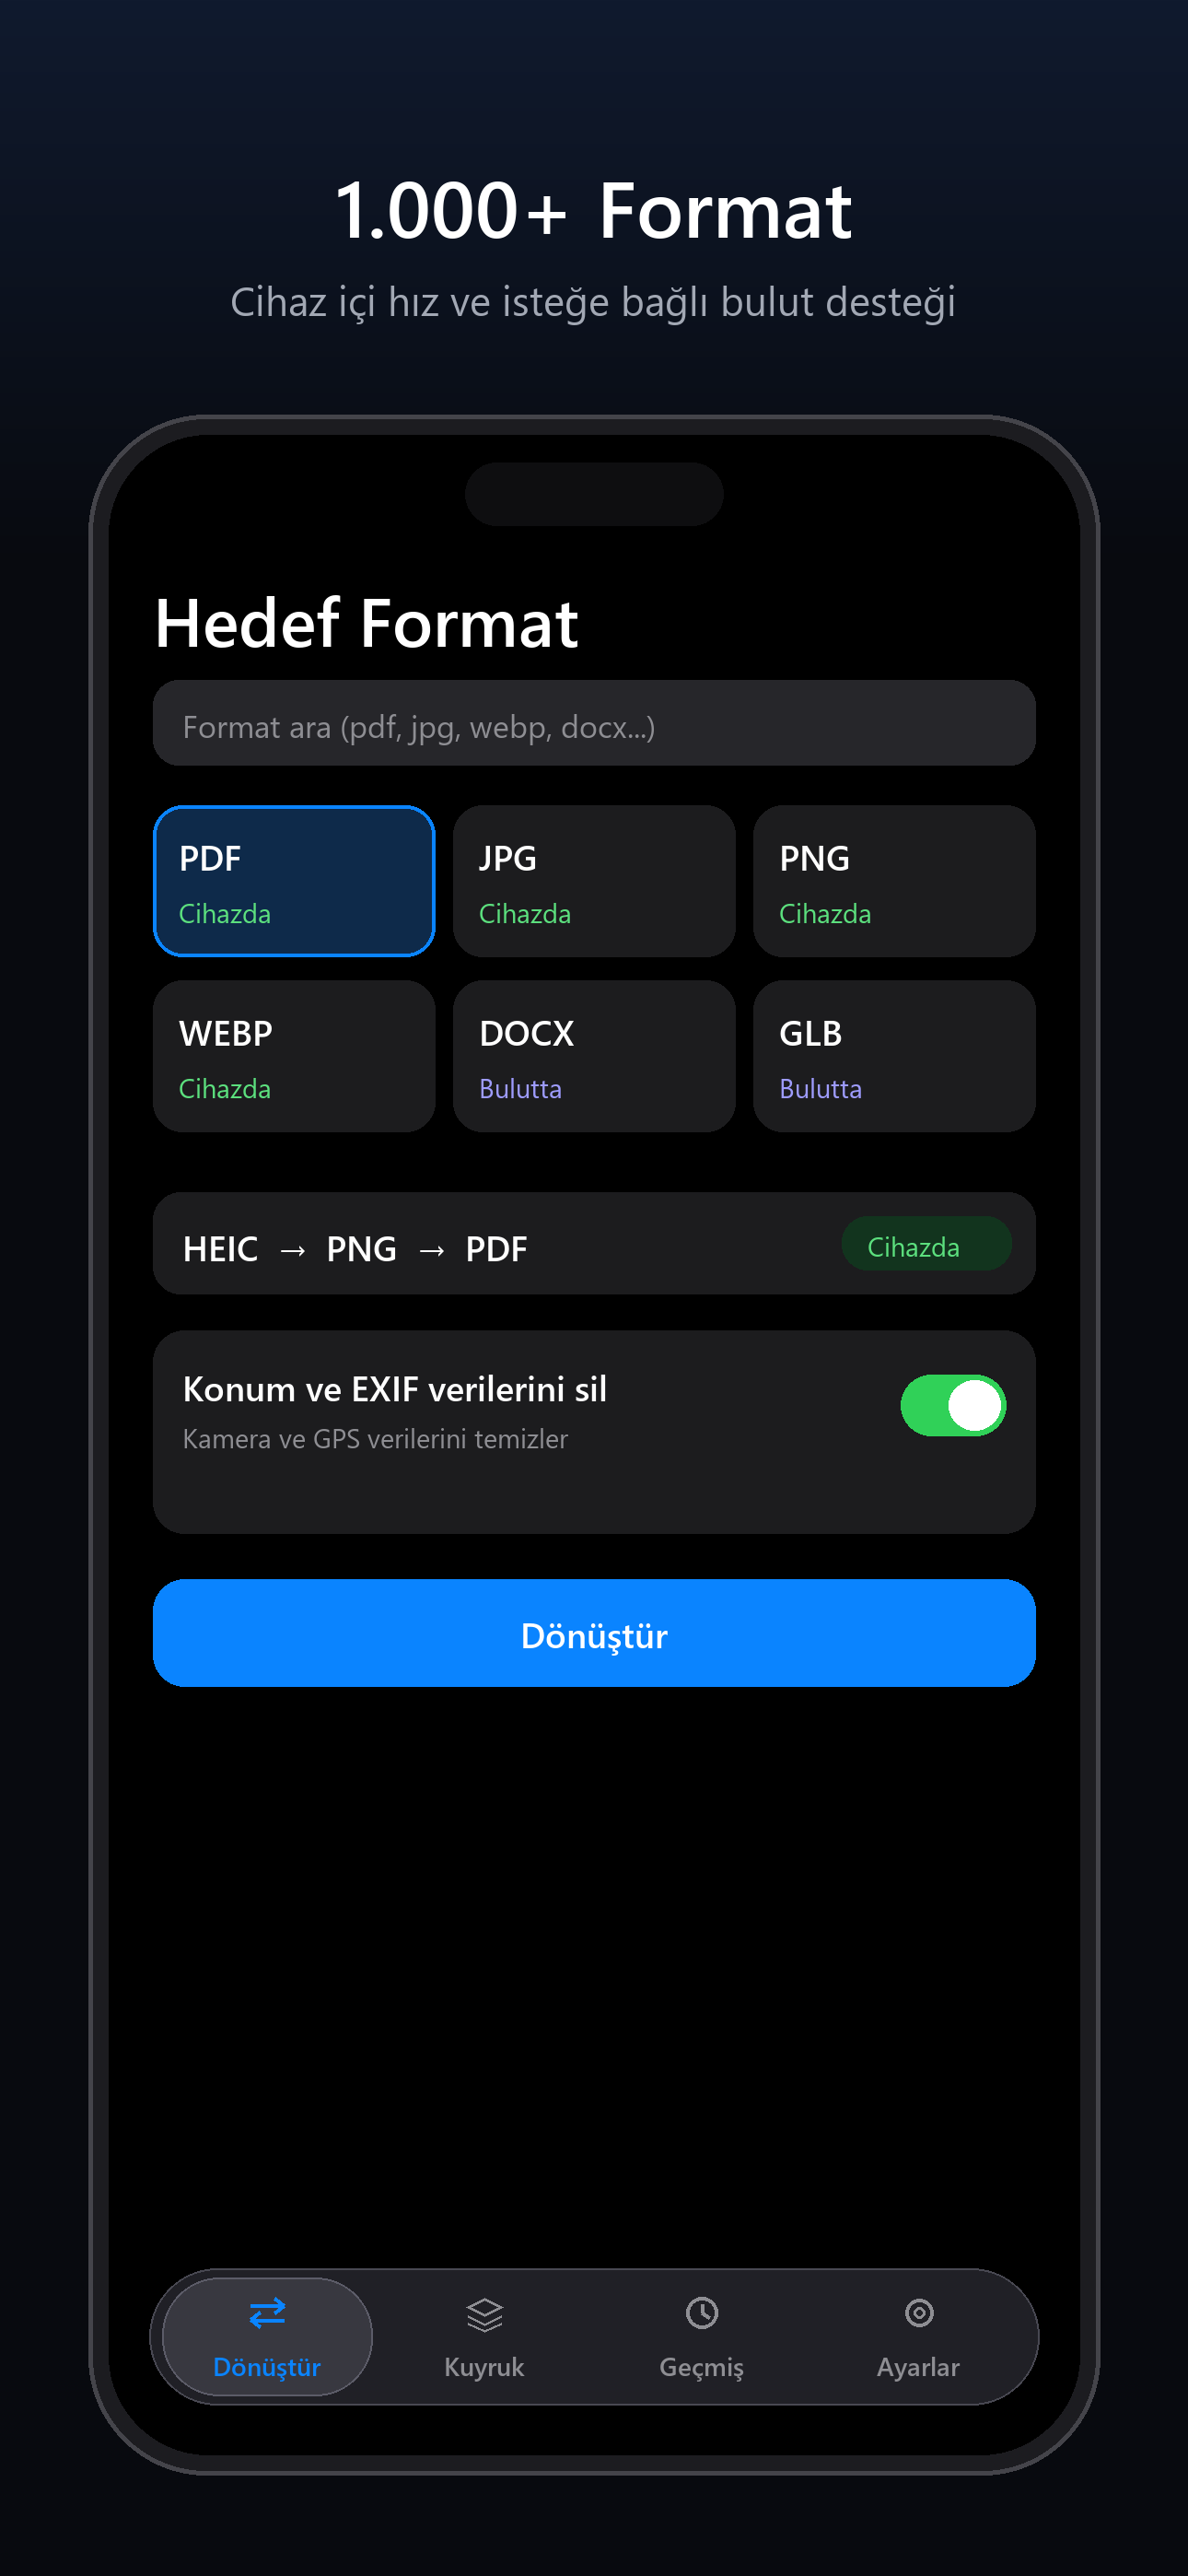 1.000+ Format
Cihaz içi hız ve isteğe bağlı bulut desteği
Hedef Format
Format ara (pdf, jpg, webp, docx...)
PDF
Cihazda
JPG
Cihazda
PNG
Cihazda
WEBP
Cihazda
DOCX
Bulutta
GLB
Bulutta
HEIC → PNG → PDF
Cihazda
Konum ve EXIF verilerini sil
Kamera ve GPS verilerini temizler
Dönüştür
Dönüştür
Kuyruk
Geçmiş
Ayarlar